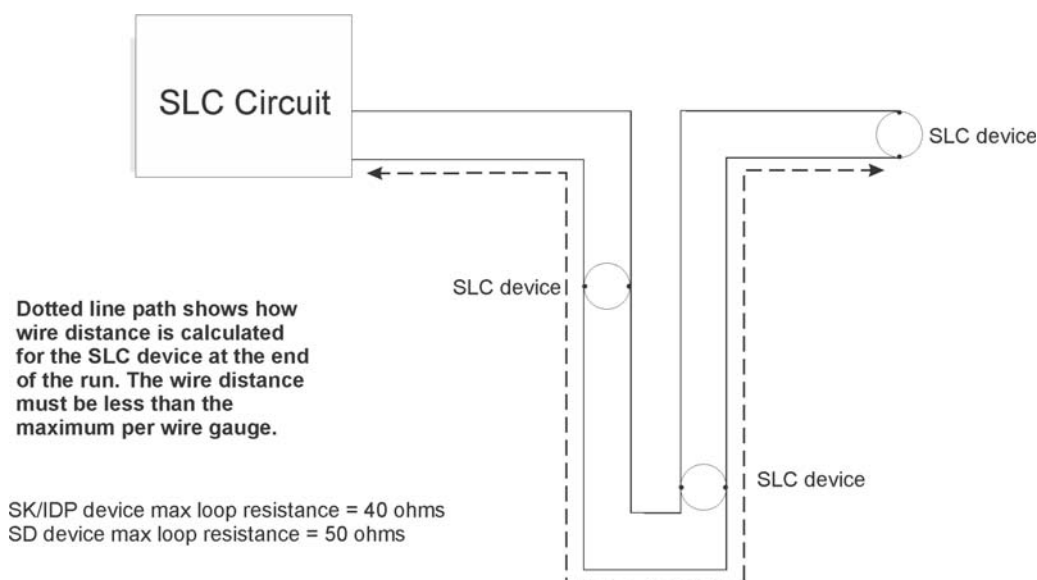 SLC Circuit
SLC device
SLC device
Dotted line path shows how
wire distance is calculated
for the SLC device at the end
of the run. The wire distance
must be less than the
maximum per wire gauge.
SLC device
SK/IDP device max loop resistance = 40 ohms
SD device max loop resistance = 50 ohms